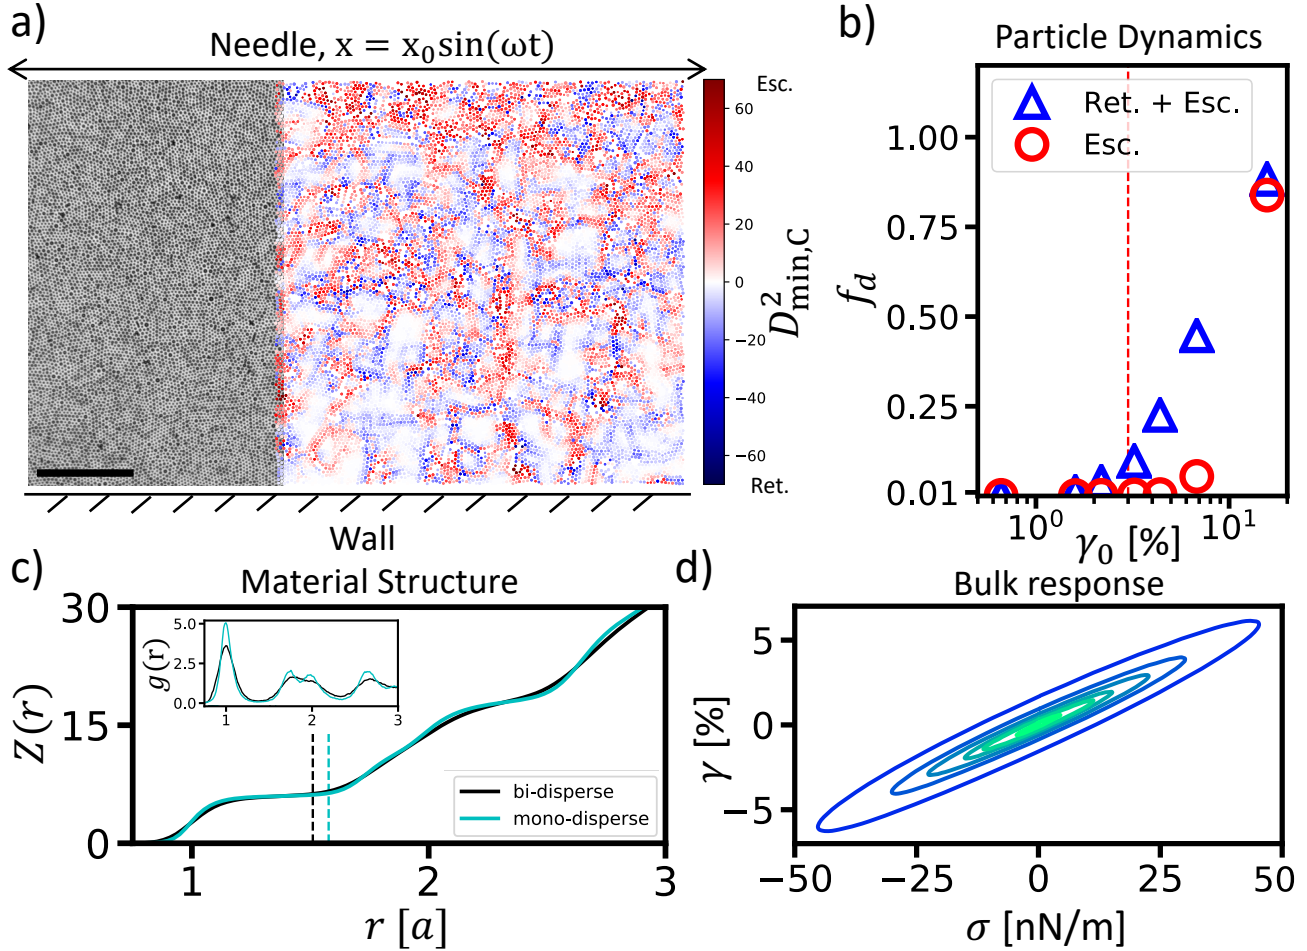 a)
Needle, x = x₀sin(ωt)
Esc.
60
40
20
0
−20
−40
−60
Ret.
D²min,C
Wall
b)
Particle Dynamics
Ret. + Esc.
Esc.
1.00
0.75
0.50
0.25
0.01
f_d
10⁰
10¹
γ₀ [%]
c)
Material Structure
30
15
0
Z(r)
5.0
2.5
0.0
g(r)
1
2
3
bi-disperse
mono-disperse
1
2
3
r [a]
d)
Bulk response
5
0
−5
γ [%]
−50
−25
0
25
50
σ [nN/m]